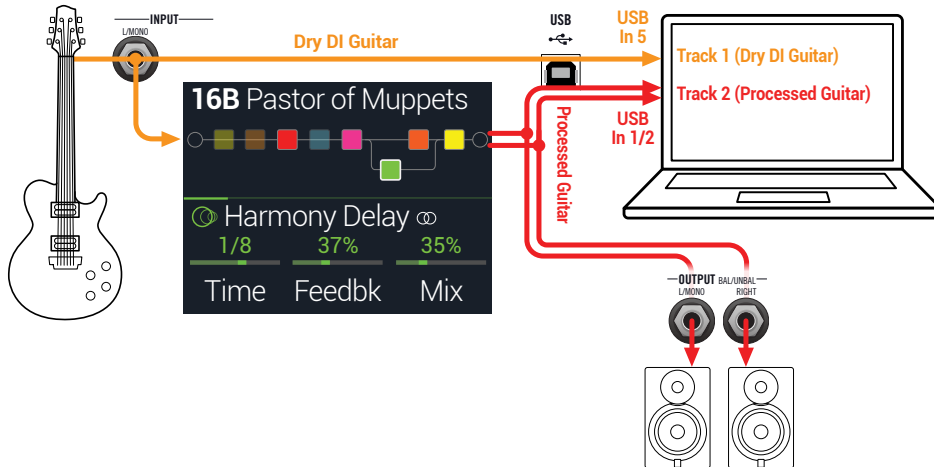 INPUT
L/MONO
Dry DI Guitar
USB
USB
In 5
Track 1 (Dry DI Guitar)
Track 2 (Processed Guitar)
USB
In 1/2
Processed Guitar
16B Pastor of Muppets
Harmony Delay
1/8 37% 35%
Time Feedbk Mix
OUTPUT BAL/UNBAL
L/MONO RIGHT